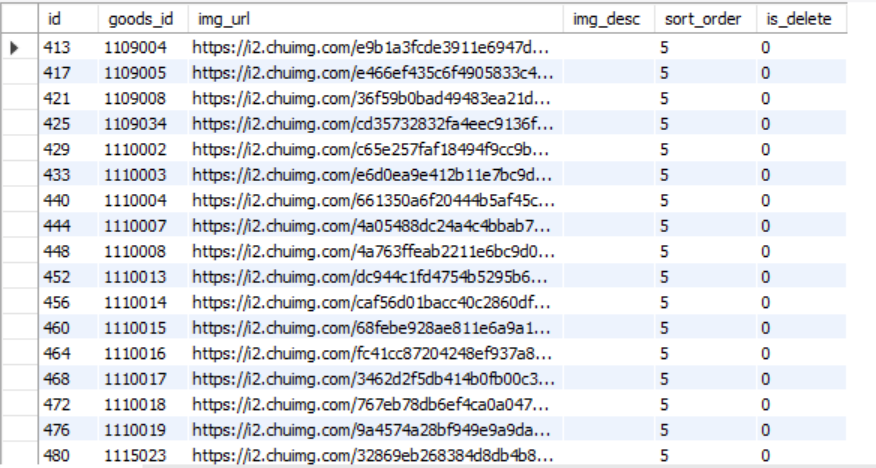 id goods_id img_url img_desc sort_order is_delete
413 1109004 https://i2.chuimg.com/e9b1a3fcde3911e6947d... 5 0
417 1109005 https://i2.chuimg.com/e466ef435c6f4905833c4... 5 0
421 1109008 https://i2.chuimg.com/36f59b0bad49483ea21d... 5 0
425 1109034 https://i2.chuimg.com/cd35732832fa4eec9136f... 5 0
429 1110002 https://i2.chuimg.com/c65e257faf18494f9cc9b... 5 0
433 1110003 https://i2.chuimg.com/e6d0ea9e412b11e7bc9d... 5 0
440 1110004 https://i2.chuimg.com/661350a6f20444b5af45c... 5 0
444 1110007 https://i2.chuimg.com/4a05488dc24a4c4bbab7... 5 0
448 1110008 https://i2.chuimg.com/4a763ffeab2211e6bc9d0... 5 0
452 1110013 https://i2.chuimg.com/dc944c1fd4754b5295b6... 5 0
456 1110014 https://i2.chuimg.com/caf56d01bacc40c2860df... 5 0
460 1110015 https://i2.chuimg.com/68febe928ae811e6a9a1... 5 0
464 1110016 https://i2.chuimg.com/fc41cc87204248ef937a8... 5 0
468 1110017 https://i2.chuimg.com/3462d2f5db414b0fb00c3... 5 0
472 1110018 https://i2.chuimg.com/767eb78db6ef4ca0a047... 5 0
476 1110019 https://i2.chuimg.com/9a4574a28bf949e9a9da... 5 0
480 1115023 https://i2.chuimg.com/32869eb268384d8db4b8... 5 0